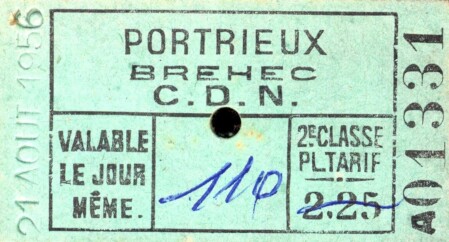 21 AOUT 1956
PORTRIEUX
BREHEC
C.D.N.
VALABLE
LE JOUR
MÊME.
110
2E CLASSE
PL.TARIF
2.25
A01331